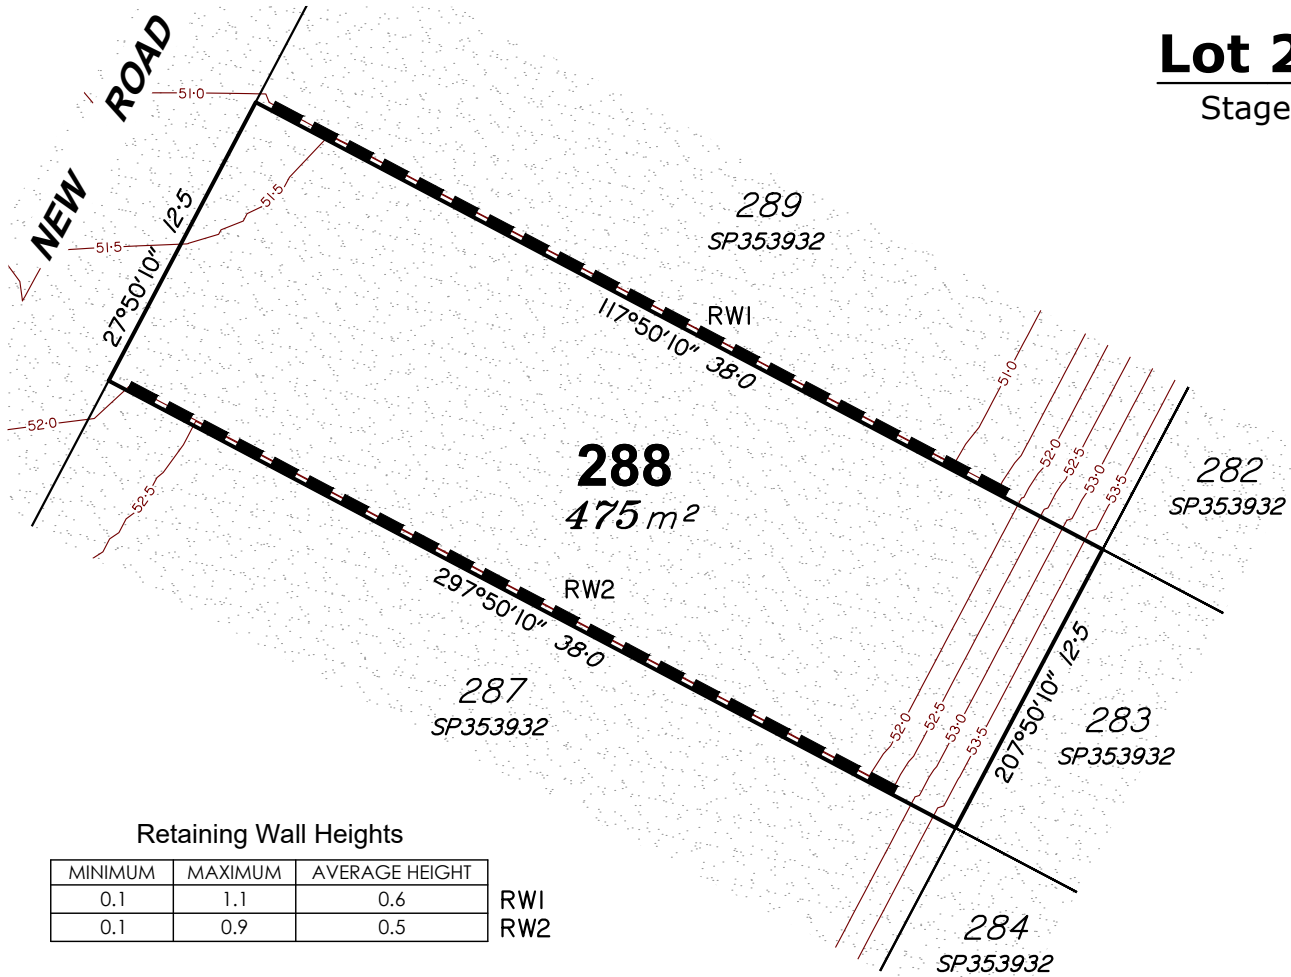 Lot 2
Stage
NEW ROAD
51·0
51·5
51·5
12·5
27°50'10"
289
SP353932
RW1
117°50'10" 38·0
51·0
52·0
52·5
53·0
53·5
282
SP353932
52·0
52·5
288
475 m²
RW2
297°50'10" 38·0
287
SP353932
52·0
52·5
53·0
53·5
207°50'10" 12·5
283
SP353932
284
SP353932
Retaining Wall Heights
MINIMUM MAXIMUM AVERAGE HEIGHT
0.1 1.1 0.6 RW1
0.1 0.9 0.5 RW2